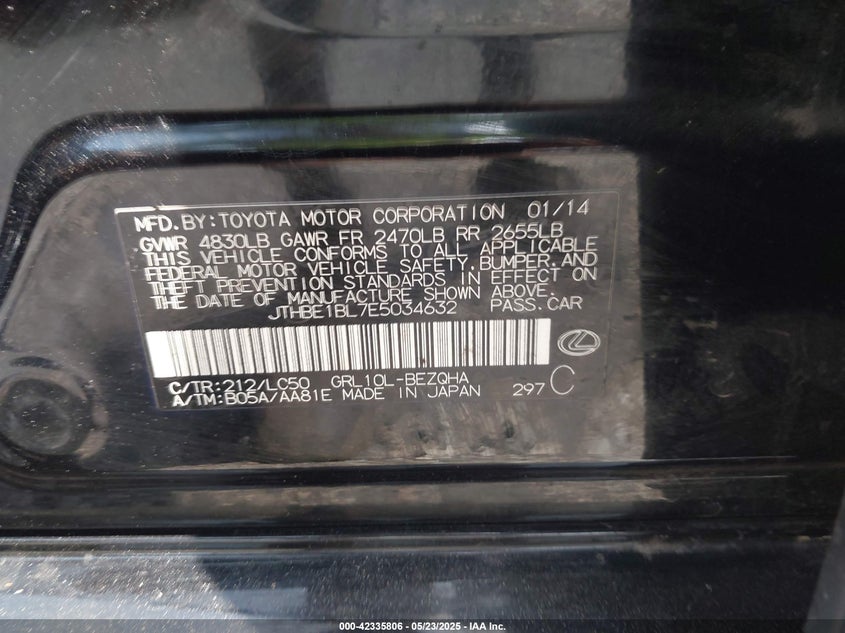 MFD.BY:TOYOTA MOTOR CORPORATION 01/14
GVWR 4830LB GAWR FR 2470LB RR 2655LB
THIS VEHICLE CONFORMS TO ALL APPLICABLE
FEDERAL MOTOR VEHICLE SAFETY,BUMPER,AND
THEFT PREVENTION STANDARDS IN EFFECT ON
THE DATE OF MANUFACTURE SHOWN ABOVE.
JTHBE1BL7E5034632 PASS.CAR
C/TR:212/LC50 GRL10L-BEZQHA
A/TM:B05A/AA81E MADE IN JAPAN 297 C
000-42335806 - 05/23/2025 - IAA Inc.